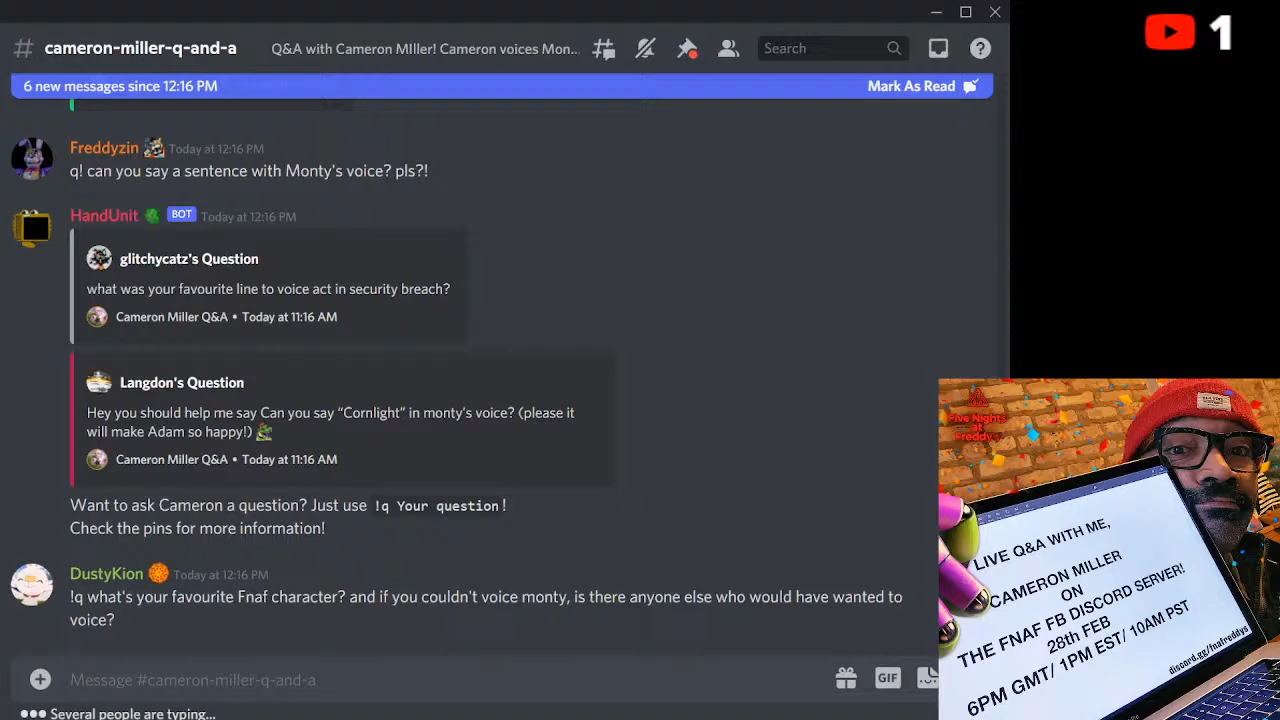 cameron-miller-q-and-a
Q&A with Cameron MIller! Cameron voices Mon...
Search
1
6 new messages since 12:16 PM
Mark As Read
Freddyzin Today at 12:16 PM
q! can you say a sentence with Monty's voice? pls?!
HandUnit BOT Today at 12:16 PM
glitchycatz's Question
what was your favourite line to voice act in security breach?
Cameron Miller Q&A • Today at 11:16 AM
Langdon's Question
Hey you should help me say Can you say “Cornlight” in monty's voice? (please it
will make Adam so happy!)
Cameron Miller Q&A • Today at 11:16 AM
Want to ask Cameron a question? Just use !q Your question!
Check the pins for more information!
DustyKion Today at 12:16 PM
!q what's your favourite Fnaf character? and if you couldn't voice monty, is there anyone else who would have wanted to
voice?
Message #cameron-miller-q-and-a
GIF
Several people are typing...
Five Nights
at
Freddy's
LIVE Q&A WITH ME,
CAMERON MILLER
ON
THE FNAF FB DISCORD SERVER!
28th FEB
6PM GMT/ 1PM EST/ 10AM PST
discord.gg/fnafreddys